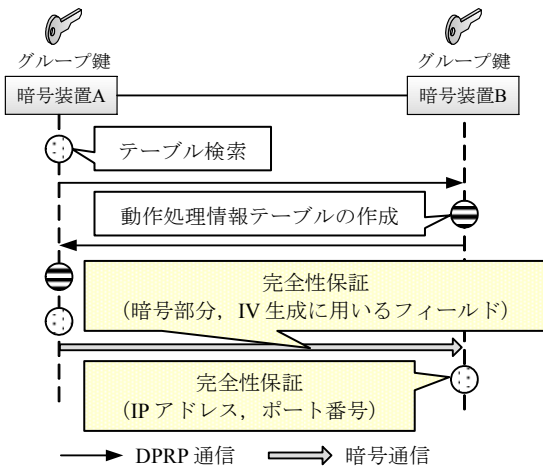 グループ鍵
グループ鍵
暗号装置A
暗号装置B
テーブル検索
動作処理情報テーブルの作成
完全性保証
(暗号部分，IV 生成に用いるフィールド)
完全性保証
(IP アドレス，ポート番号)
DPRP 通信
暗号通信